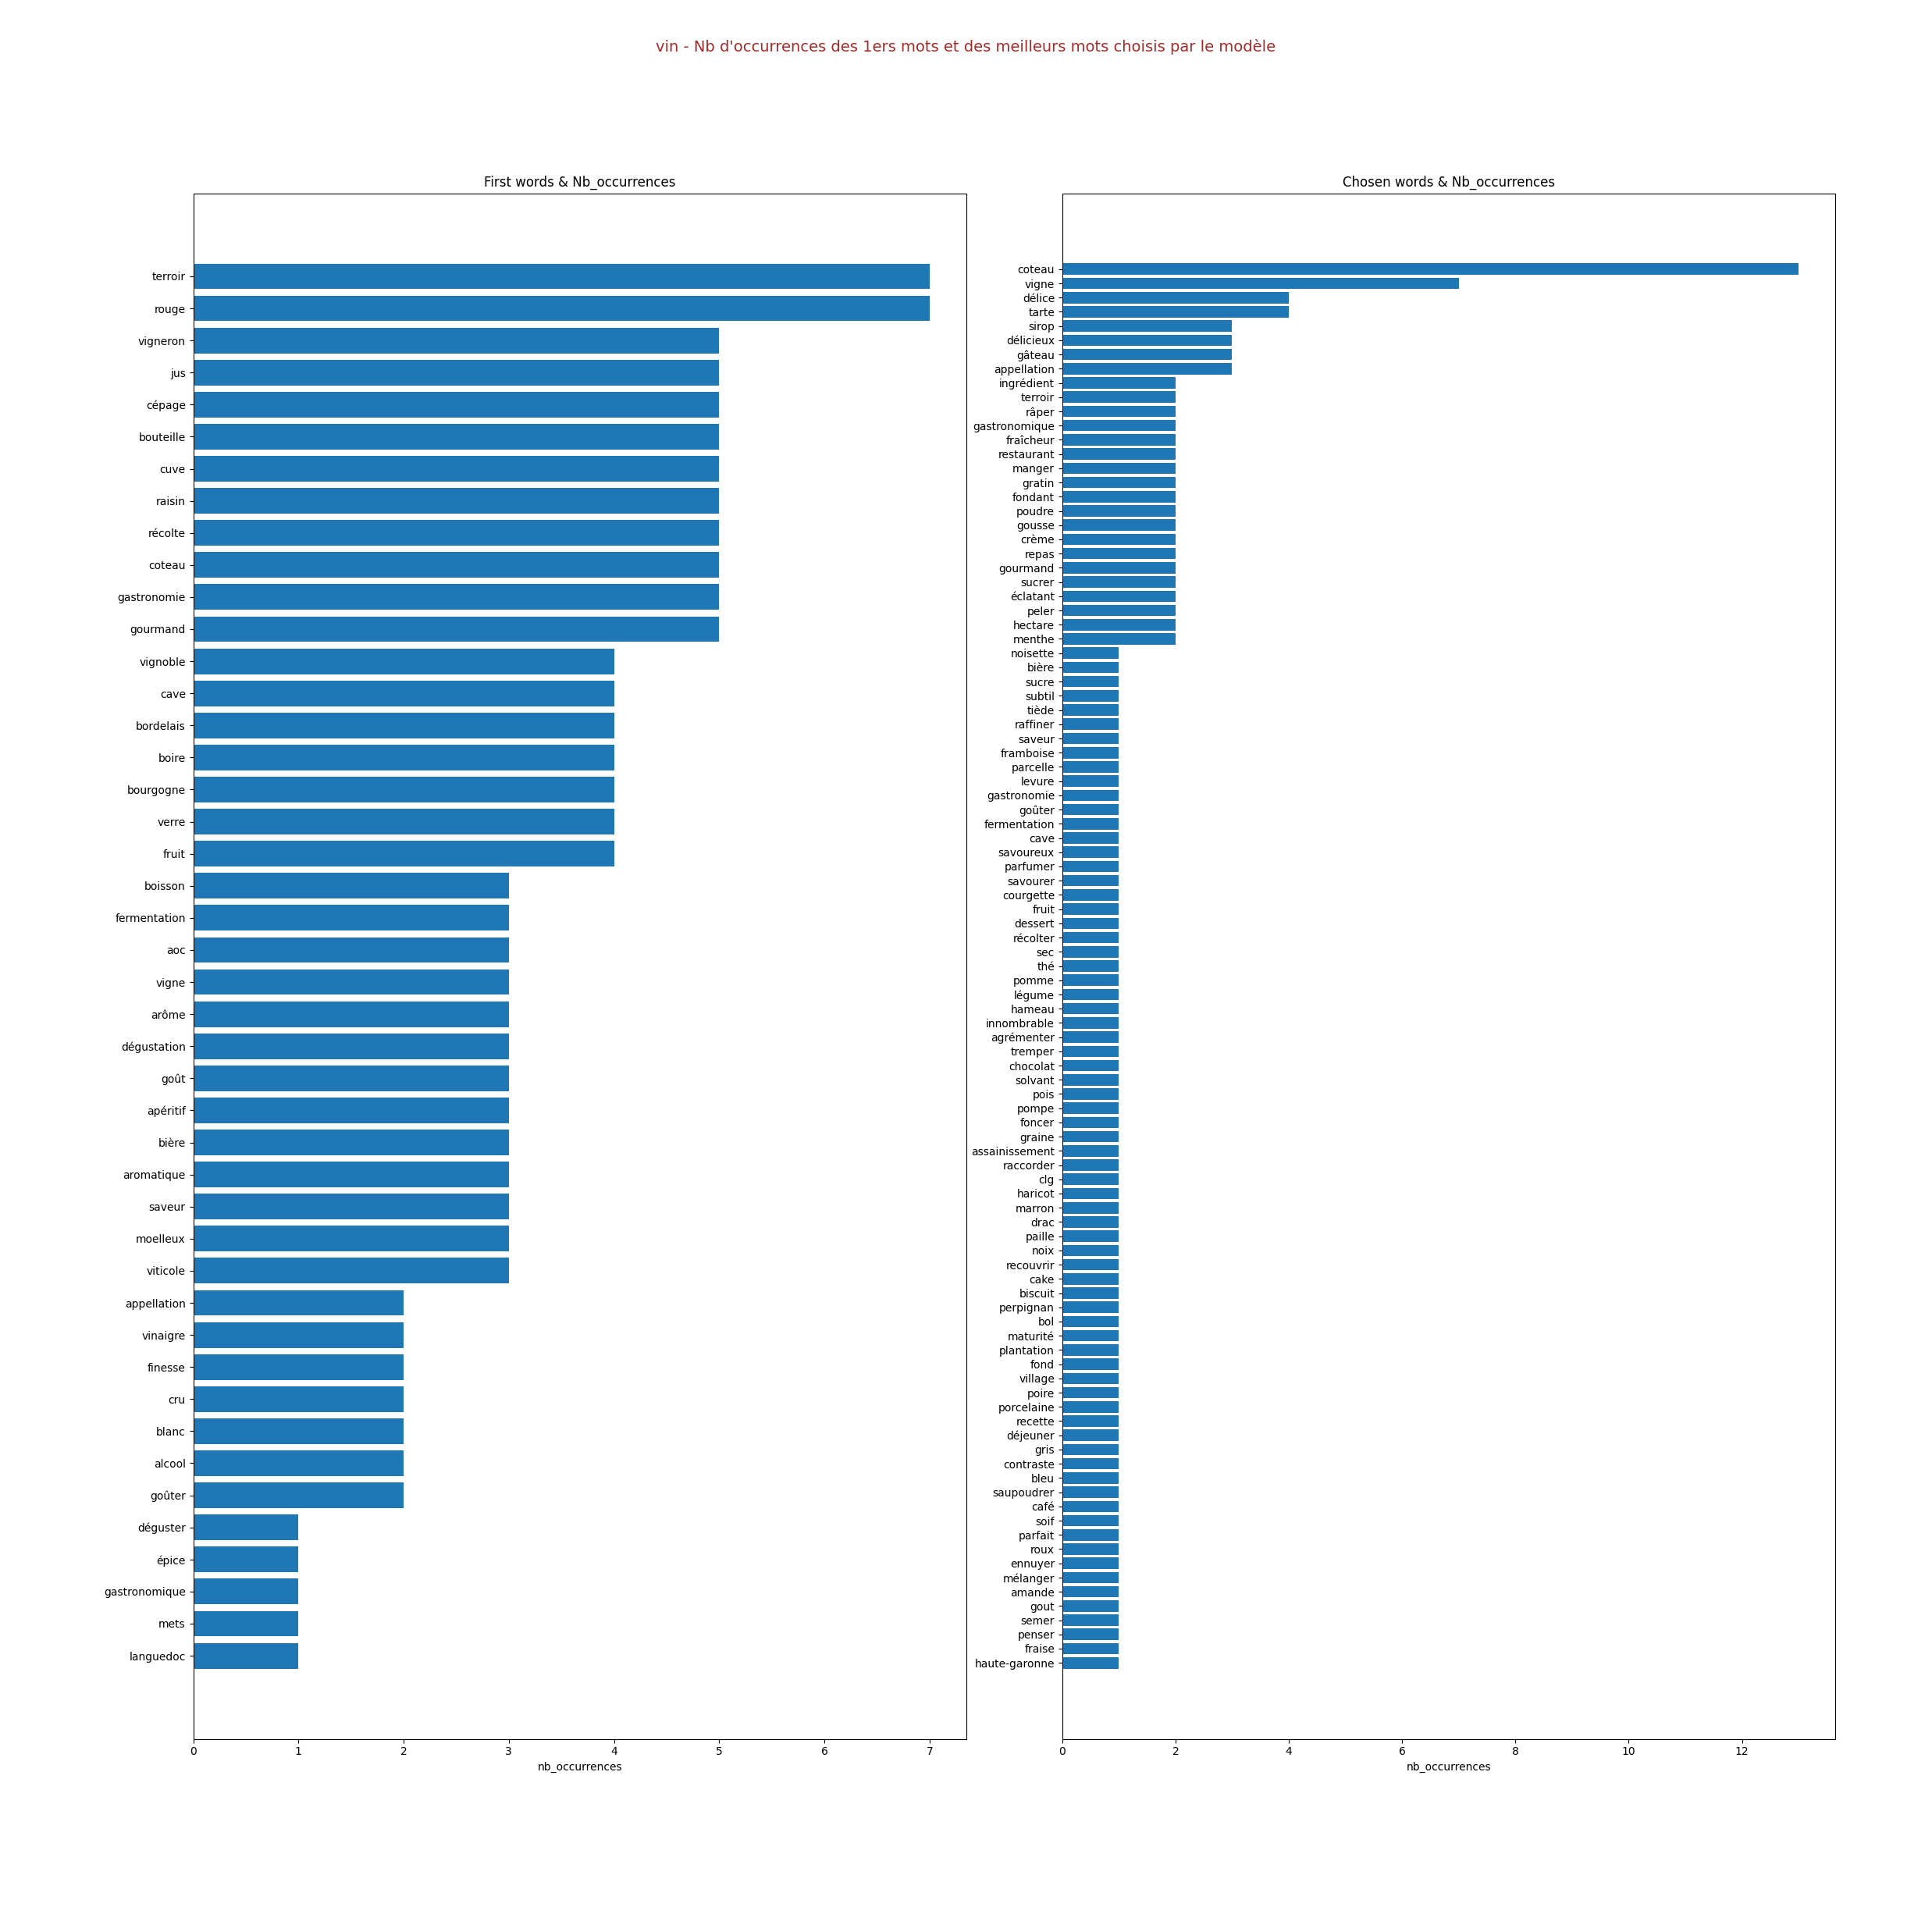 vin - Nb d'occurrences des 1ers mots et des meilleurs mots choisis par le modèle
First words & Nb_occurrences
terroir
rouge
vigneron
jus
cépage
bouteille
cuve
raisin
récolte
coteau
gastronomie
gourmand
vignoble
cave
bordelais
boire
bourgogne
verre
fruit
boisson
fermentation
aoc
vigne
arôme
dégustation
goût
apéritif
bière
aromatique
saveur
moelleux
viticole
appellation
vinaigre
finesse
cru
blanc
alcool
goûter
déguster
épice
gastronomique
mets
languedoc
0 1 2 3 4 5 6 7
nb_occurrences
Chosen words & Nb_occurrences
coteau
vigne
délice
tarte
sirop
délicieux
gâteau
appellation
ingrédient
terroir
râper
gastronomique
fraîcheur
restaurant
manger
gratin
fondant
poudre
gousse
crème
repas
gourmand
sucrer
éclatant
peler
hectare
menthe
noisette
bière
sucre
subtil
tiède
raffiner
saveur
framboise
parcelle
levure
gastronomie
goûter
fermentation
cave
savoureux
parfumer
savourer
courgette
fruit
dessert
récolter
sec
thé
pomme
légume
hameau
innombrable
agrémenter
tremper
chocolat
solvant
pois
pompe
foncer
graine
assainissement
raccorder
clg
haricot
marron
drac
paille
noix
recouvrir
cake
biscuit
perpignan
bol
maturité
plantation
fond
village
poire
porcelaine
recette
déjeuner
gris
contraste
bleu
saupoudrer
café
soif
parfait
roux
ennuyer
mélanger
amande
gout
semer
penser
fraise
haute-garonne
0 2 4 6 8 10 12
nb_occurrences